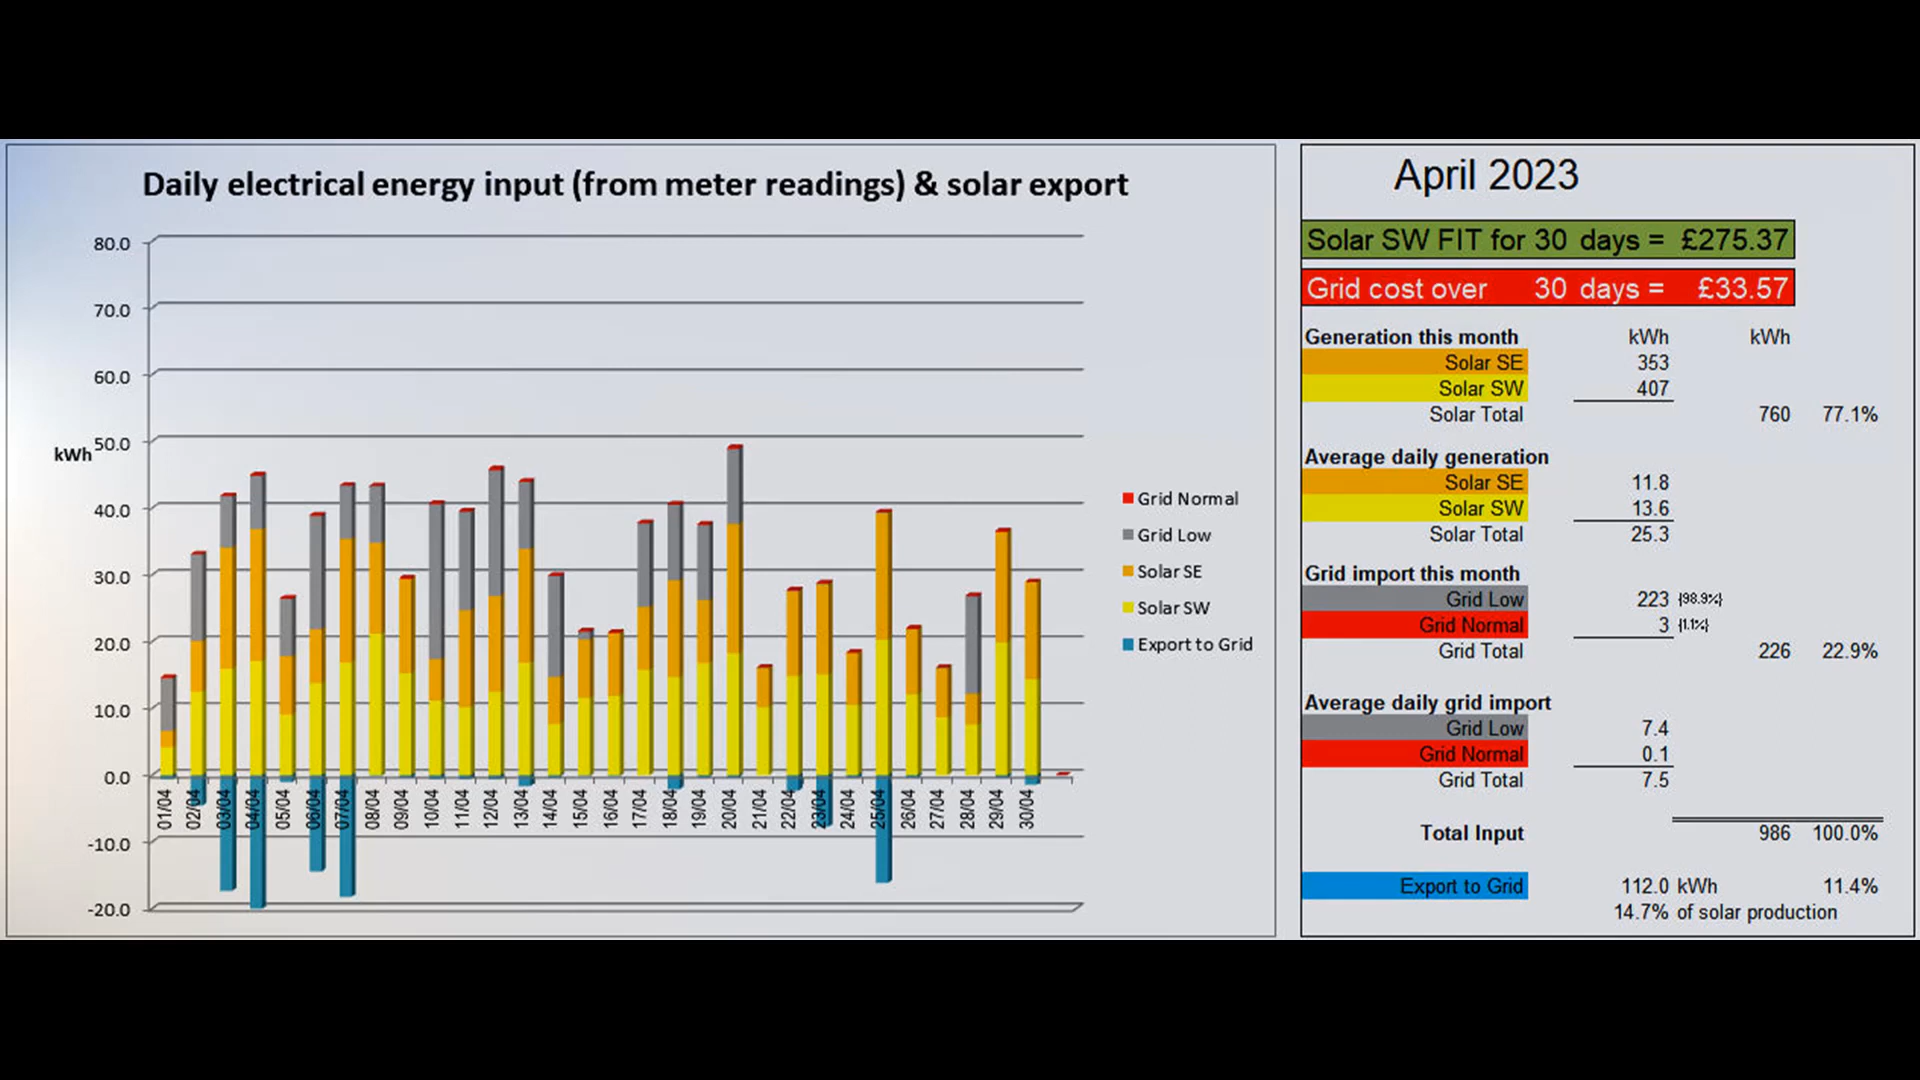 Daily electrical energy input (from meter readings) & solar export
80.0
70.0
60.0
50.0
kWh
40.0
30.0
20.0
10.0
0.0
-10.0
-20.0
01/04 02/04 03/04 04/04 05/04 06/04 07/04 08/04 09/04 10/04 11/04 12/04 13/04 14/04 15/04 16/04 17/04 18/04 19/04 20/04 21/04 22/04 23/04 24/04 25/04 26/04 27/04 28/04 29/04 30/04
Grid Normal
Grid Low
Solar SE
Solar SW
Export to Grid
April 2023
Solar SW FIT for 30 days = £275.37
Grid cost over 30 days = £33.57
Generation this month kWh kWh
Solar SE 353
Solar SW 407
Solar Total 760 77.1%
Average daily generation
Solar SE 11.8
Solar SW 13.6
Solar Total 25.3
Grid import this month
Grid Low 223 {98.9%}
Grid Normal 3 {1.1%}
Grid Total 226 22.9%
Average daily grid import
Grid Low 7.4
Grid Normal 0.1
Grid Total 7.5
Total Input 986 100.0%
Export to Grid 112.0 kWh 11.4%
14.7% of solar production